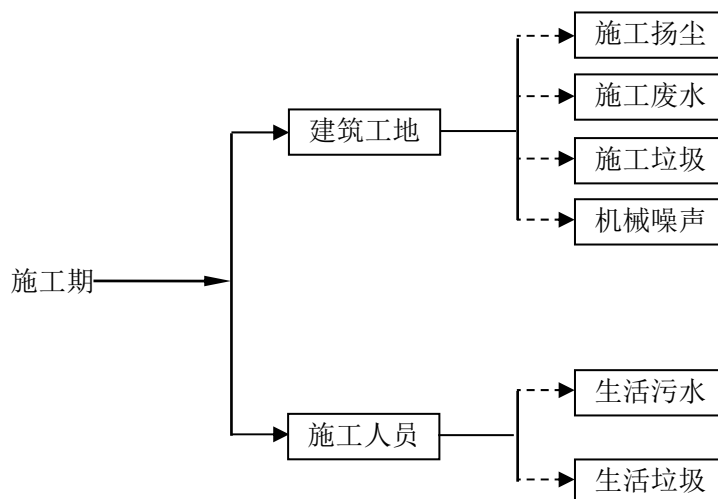 施工扬尘
施工废水
建筑工地
施工垃圾
机械噪声
施工期
生活污水
施工人员
生活垃圾